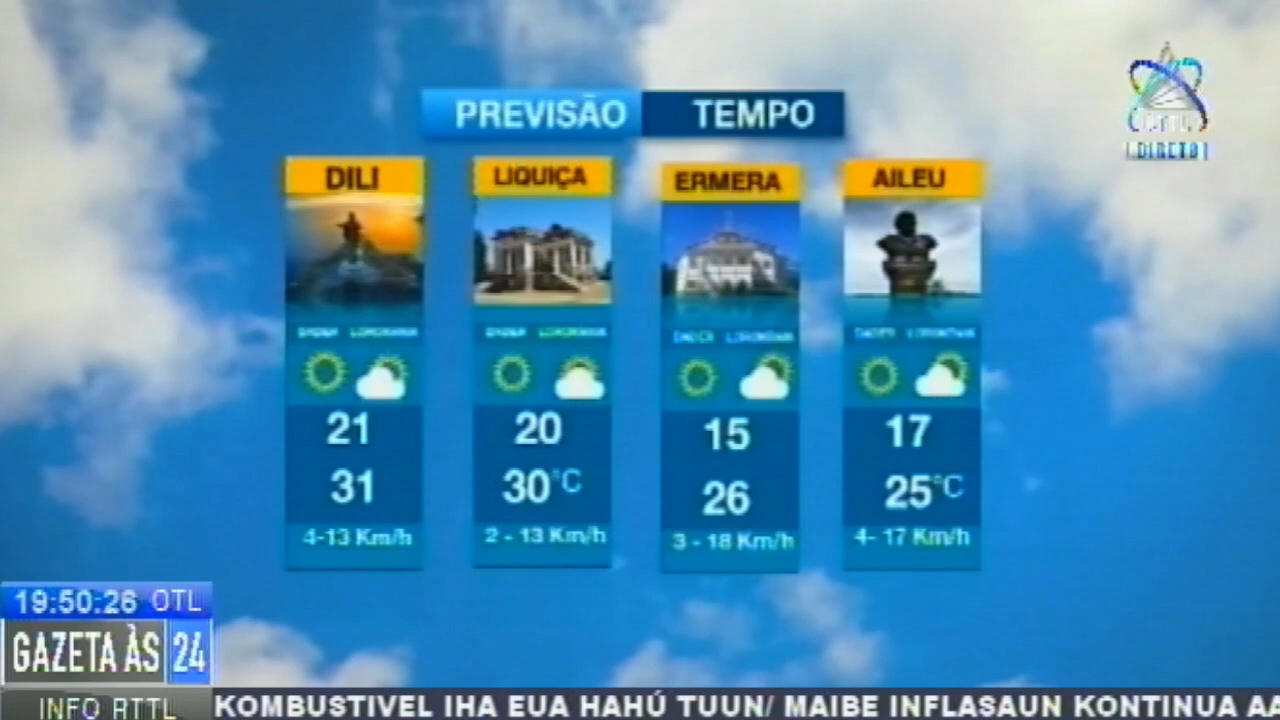 PREVISÃO TEMPO
RTTL
DIRETO
DILI
21
31
4-13 Km/h
LIQUIÇA
20
30°C
2 - 13 Km/h
ERMERA
15
26
3 - 18 Km/h
AILEU
17
25°C
4- 17 Km/h
19:50:26 OTL
GAZETA ÀS 24
INFO RTTL
KOMBUSTIVEL IHA EUA HAHÚ TUUN/ MAIBE INFLASAUN KONTINUA